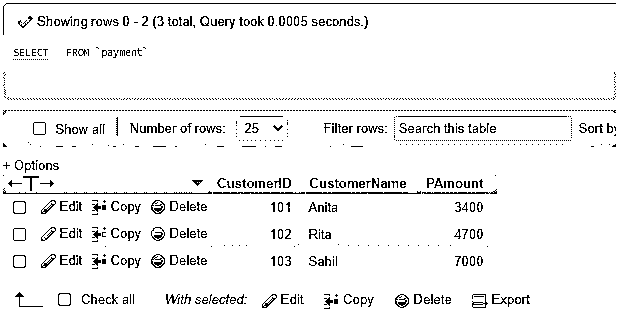 Showing rows 0 - 2 (3 total, Query took 0.0005 seconds.)
SELECT FROM `payment`
Show all Number of rows: 25 Filter rows: Search this table Sort by
+ Options
CustomerID CustomerName PAmount
Edit Copy Delete 101 Anita 3400
Edit Copy Delete 102 Rita 4700
Edit Copy Delete 103 Sahil 7000
Check all With selected: Edit Copy Delete Export